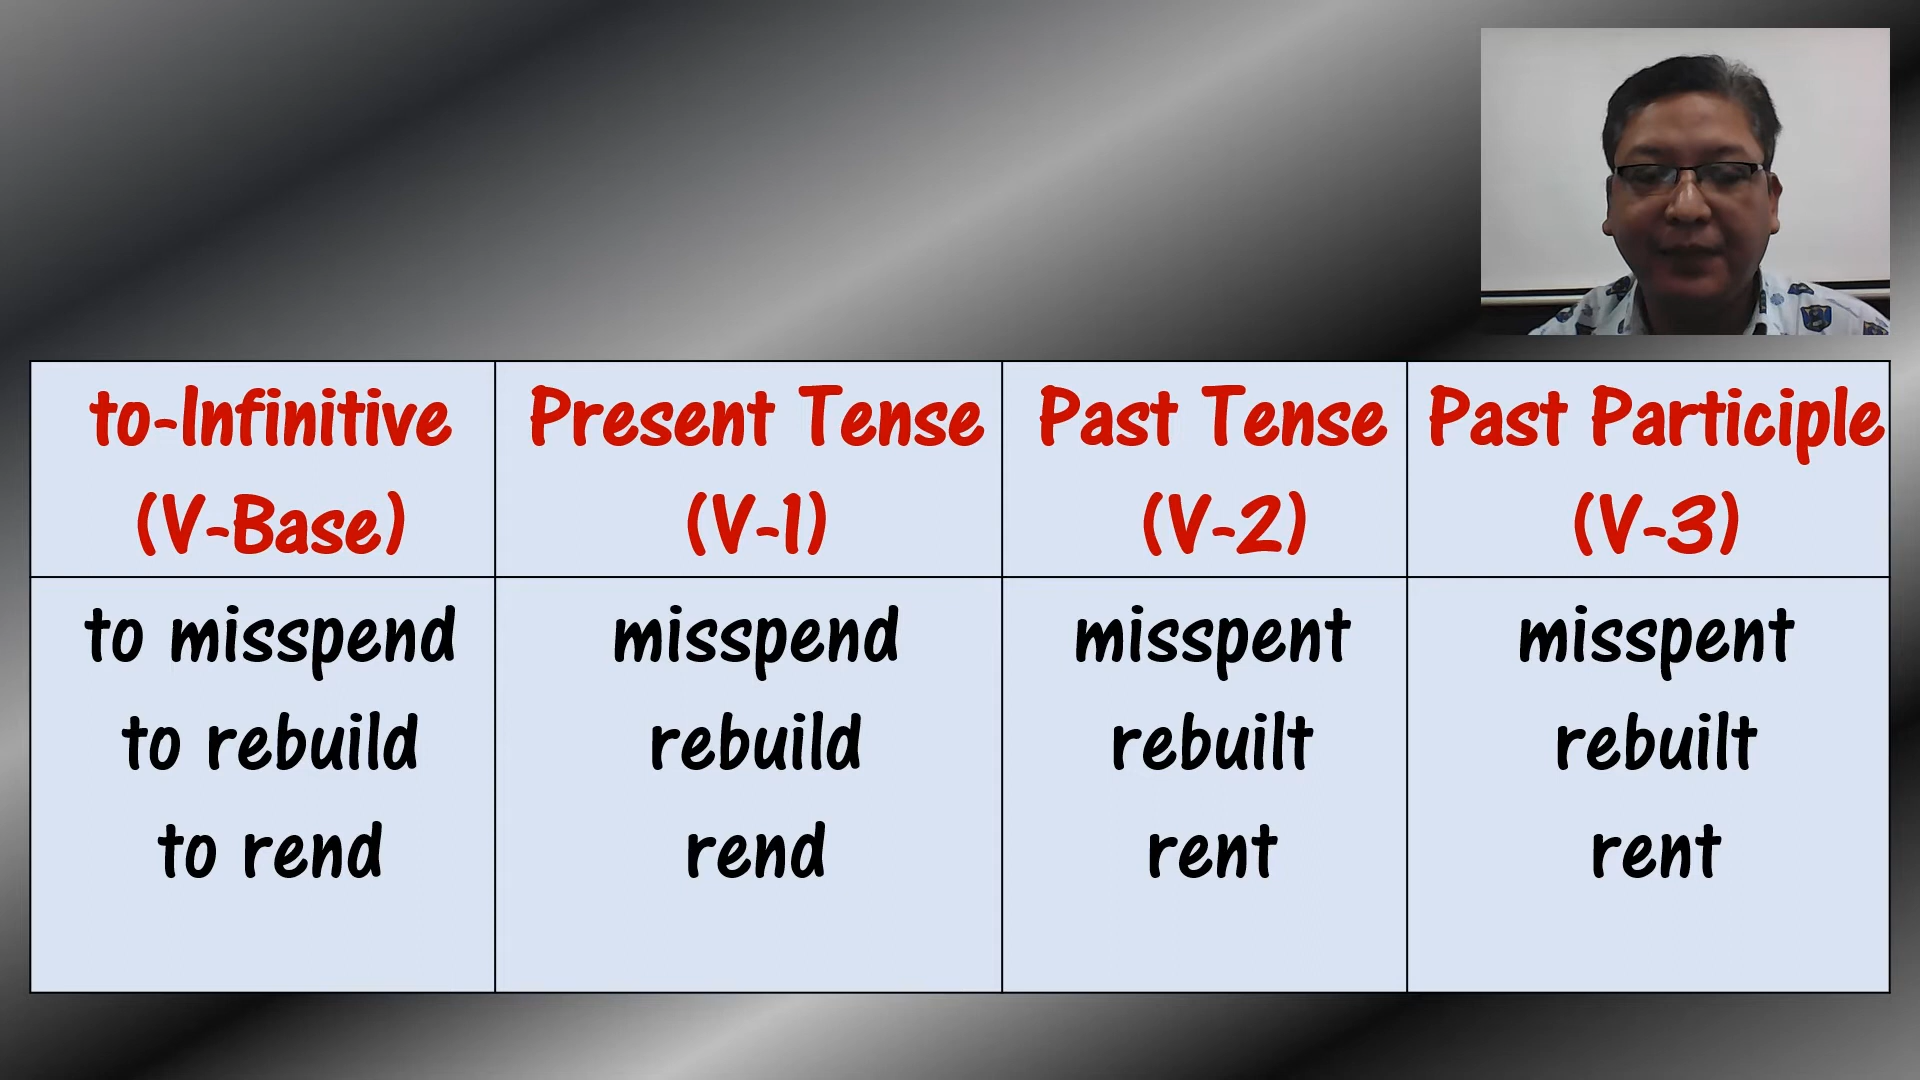 to-Infinitive Present Tense Past Tense Past Participle
(V-Base) (V-1) (V-2) (V-3)
to misspend misspend misspent misspent
to rebuild rebuild rebuilt rebuilt
to rend rend rent rent